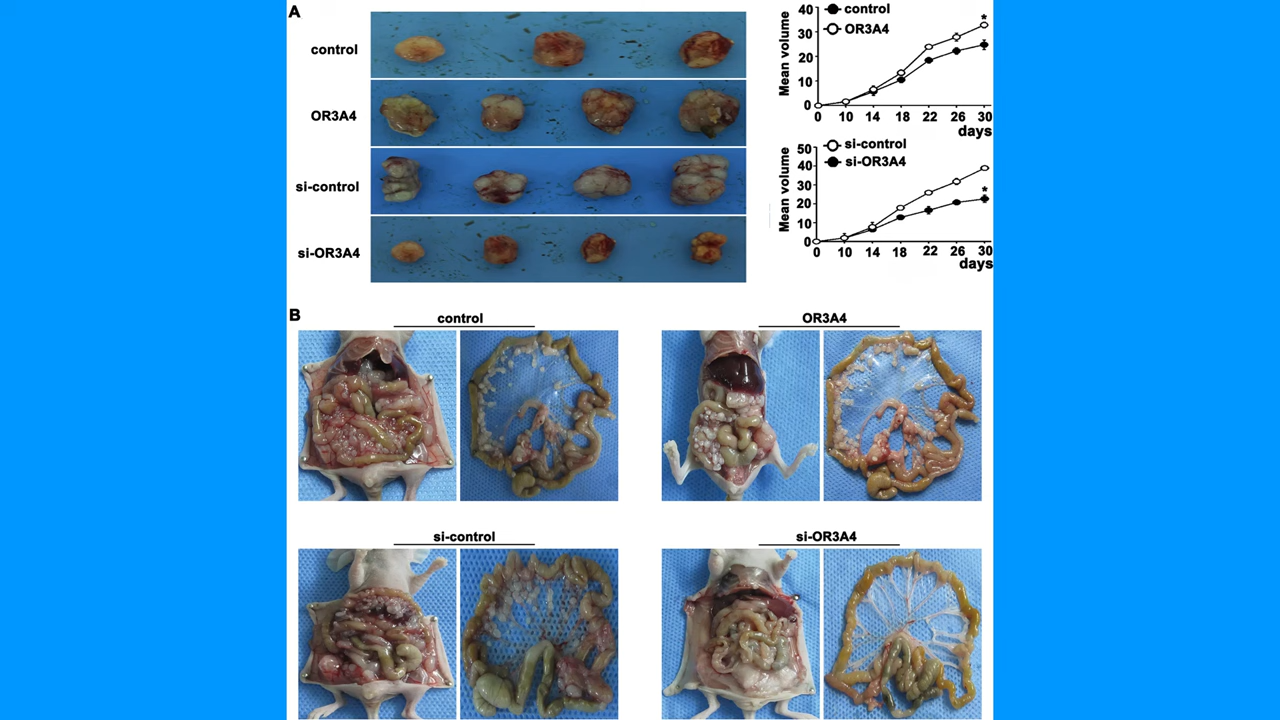 A
control
OR3A4
si-control
si-OR3A4
Mean volume
40
30
20
10
0
control
OR3A4
*
0 10 14 18 22 26 30
days
Mean volume
50
40
30
20
10
0
si-control
si-OR3A4
*
0 10 14 18 22 26 30
days
B
control
OR3A4
si-control
si-OR3A4